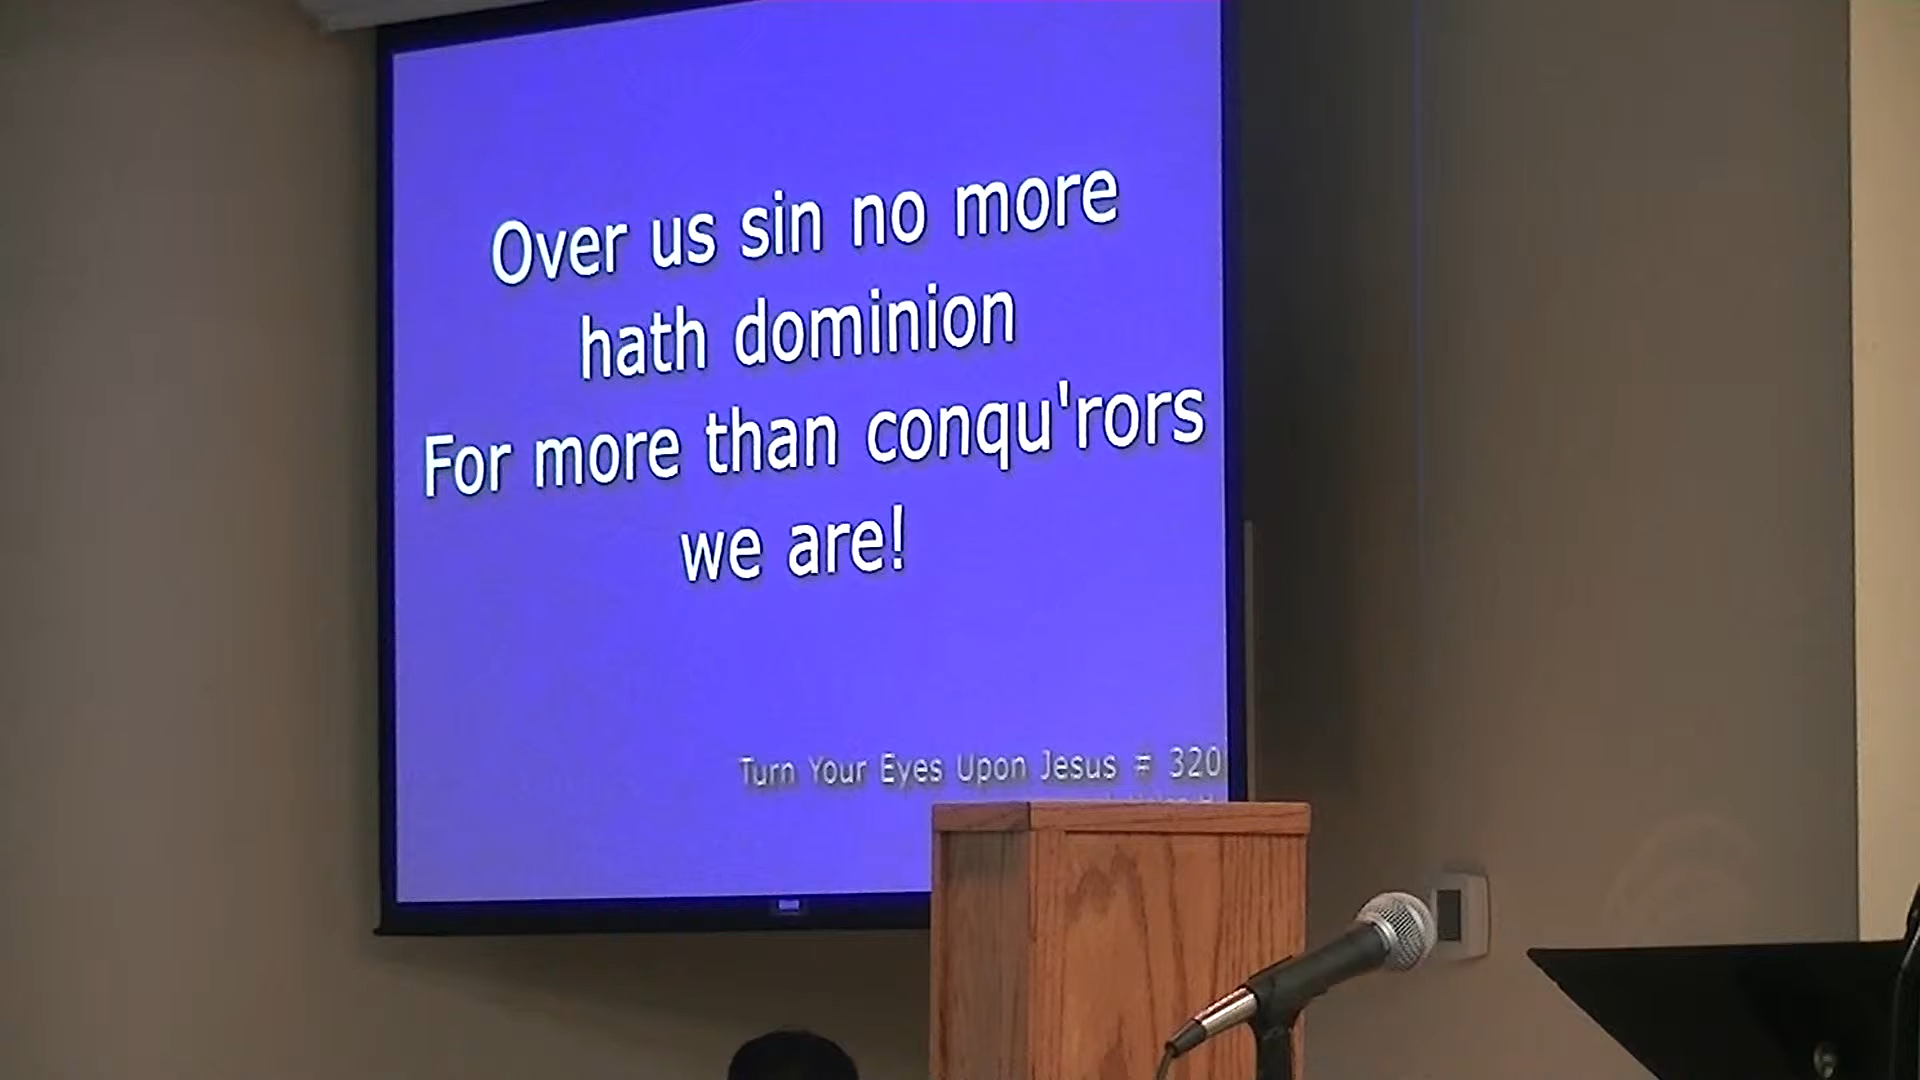 Over us sin no more
hath dominion
For more than conqu'rors
we are!
Turn Your Eyes Upon Jesus # 320